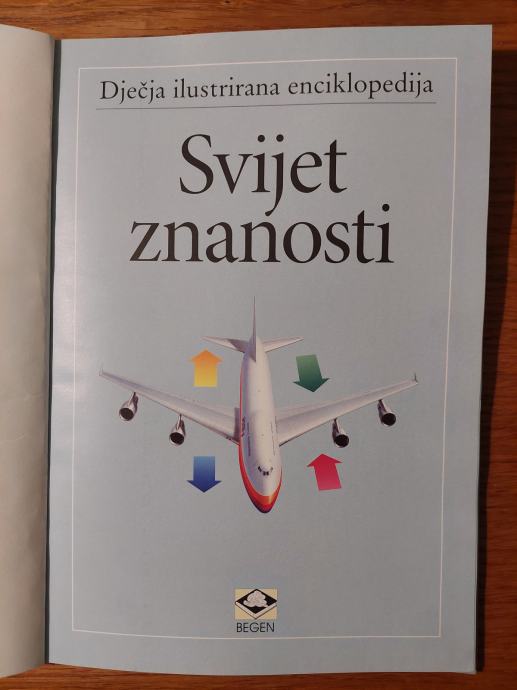 Dječja ilustrirana enciklopedija
Svijet
znanosti
BEGEN